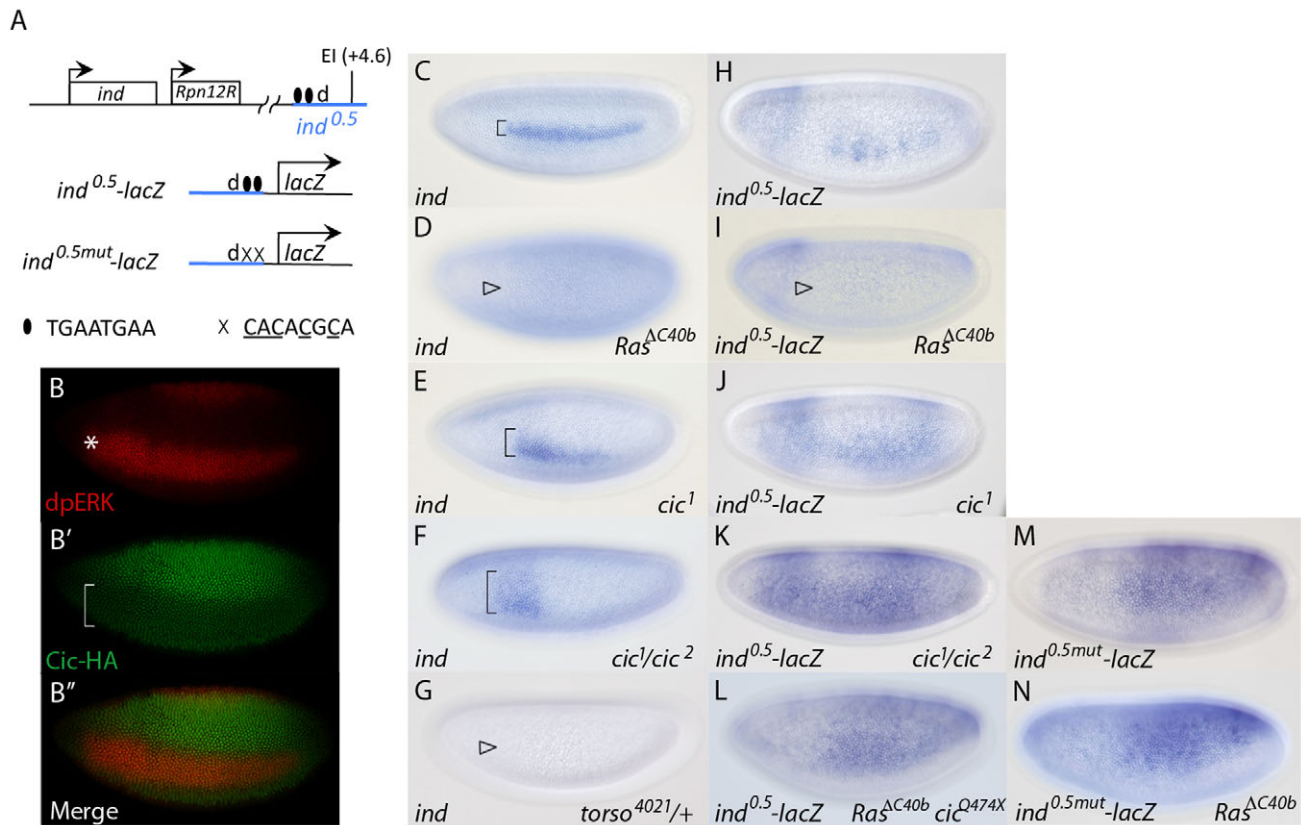 A
EI (+4.6)
ind Rpn12R d
ind0.5
ind0.5-lacZ d lacZ
ind0.5mut-lacZ dXX lacZ
TGAATGAA X CACACGCA
B
*
dpERK
B'
Cic-HA
B"
Merge
C
ind
H
ind0.5-lacZ
D
ind RasΔC40b
I
ind0.5-lacZ RasΔC40b
E
ind cic1
J
ind0.5-lacZ cic1
F
ind cic1/cic2
K
ind0.5-lacZ cic1/cic2
M
ind0.5mut-lacZ
G
ind torso4021/+
L
ind0.5-lacZ RasΔC40b cicQ474X
N
ind0.5mut-lacZ RasΔC40b